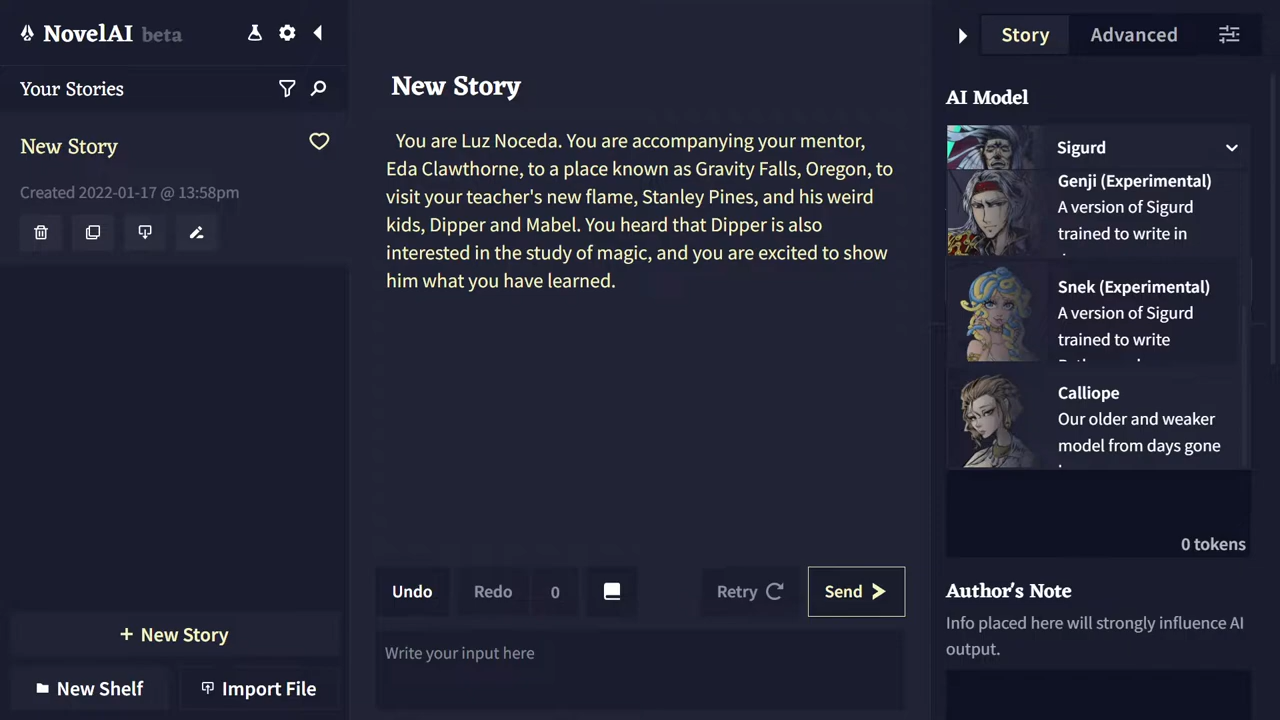 NovelAI beta
Your Stories
New Story
Created 2022-01-17 @ 13:58pm
+ New Story
New Shelf
Import File
New Story
You are Luz Noceda. You are accompanying your mentor,
Eda Clawthorne, to a place known as Gravity Falls, Oregon, to
visit your teacher's new flame, Stanley Pines, and his weird
kids, Dipper and Mabel. You heard that Dipper is also
interested in the study of magic, and you are excited to show
him what you have learned.
Undo
Redo
0
Retry
Send
Write your input here
Story
Advanced
AI Model
Sigurd
Genji (Experimental)
A version of Sigurd
trained to write in
Snek (Experimental)
A version of Sigurd
trained to write
Calliope
Our older and weaker
model from days gone
0 tokens
Author's Note
Info placed here will strongly influence AI
output.